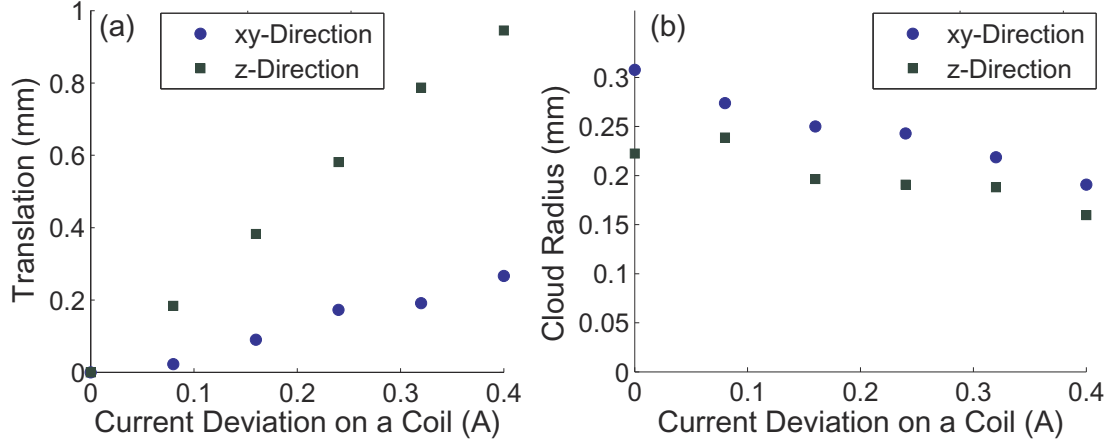 (a)
xy-Direction
z-Direction
1
0.8
0.6
0.4
0.2
0
Translation (mm)
0 0.1 0.2 0.3 0.4
Current Deviation on a Coil (A)
(b)
xy-Direction
z-Direction
0.3
0.25
0.2
0.15
0.1
0.05
0
Cloud Radius (mm)
0 0.1 0.2 0.3 0.4
Current Deviation on a Coil (A)